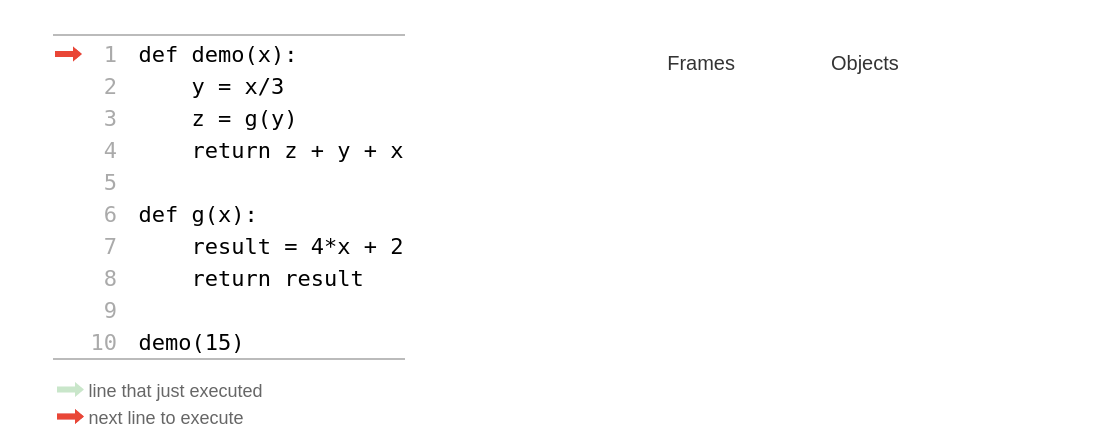 1 def demo(x):
2     y = x/3
3     z = g(y)
4     return z + y + x
5
6 def g(x):
7     result = 4*x + 2
8     return result
9
10 demo(15)
line that just executed
next line to execute
Frames
Objects